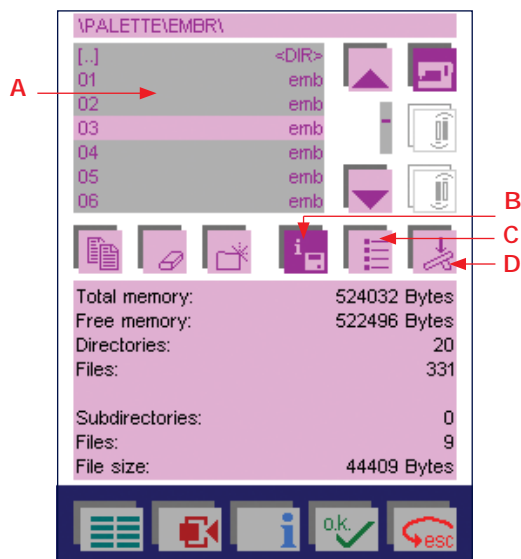 \PALETTE\EMBR\
[..] <DIR>
01 emb
A
02 emb
03 emb
04 emb
05 emb
06 emb
B
i
C
D
Total memory: 524032 Bytes
Free memory: 522496 Bytes
Directories: 20
Files: 331
Subdirectories: 0
Files: 9
File size: 44409 Bytes
i o.k. esc